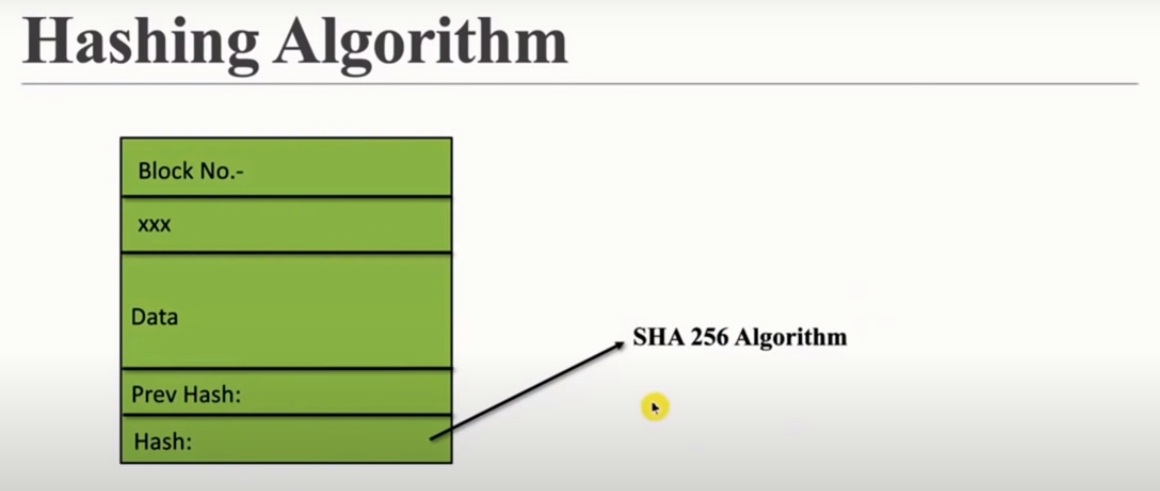 Hashing Algorithm
Block No.-
xxx
Data
SHA 256 Algorithm
Prev Hash:
Hash: